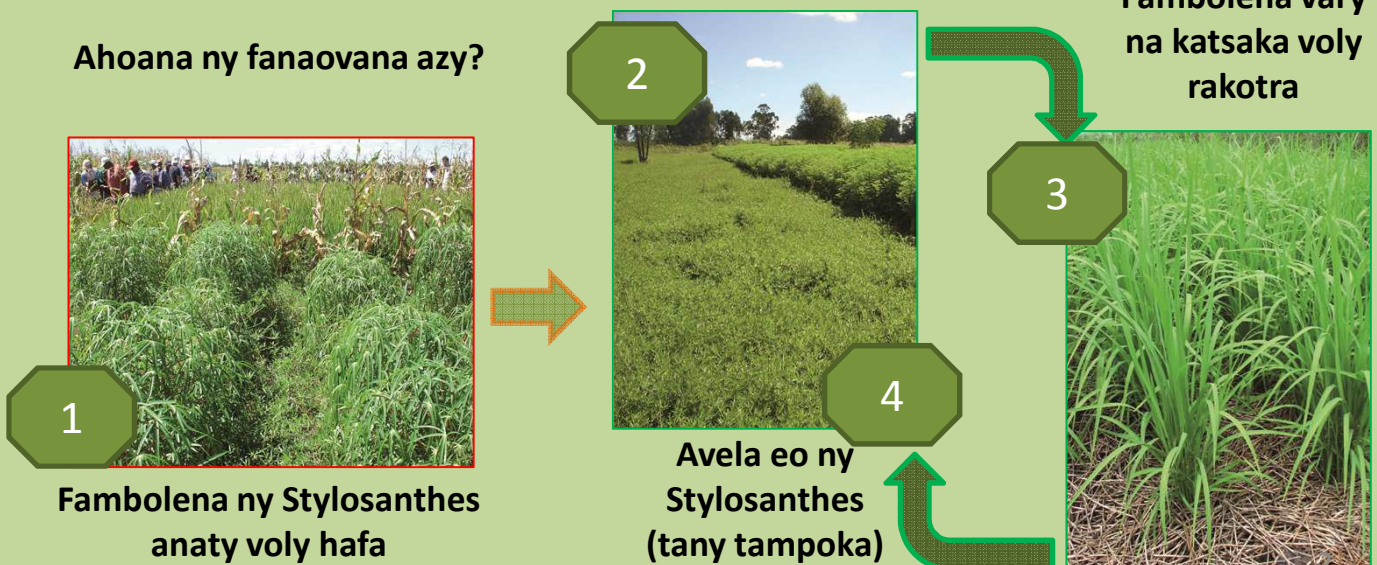 Ahoana ny fanaovana azy?
1
Fambolena ny Stylosanthes
anaty voly hafa
2
Avela eo ny
Stylosanthes
(tany tampoka)
Fambolena vary
na katsaka voly
rakotra
3
4